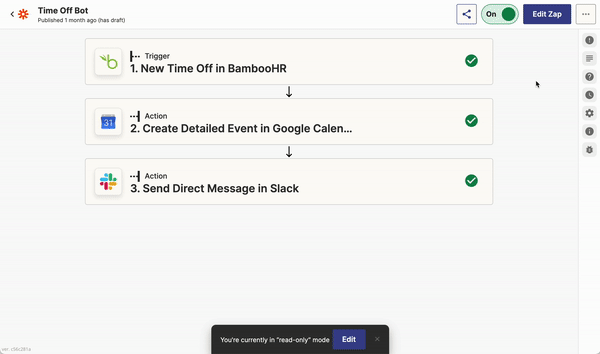 Time Off Bot
Published 1 month ago (has draft)
On
Edit Zap
Trigger
1. New Time Off in BambooHR
31
Action
2. Create Detailed Event in Google Calen...
Action
3. Send Direct Message in Slack
You're currently in "read-only" mode
Edit